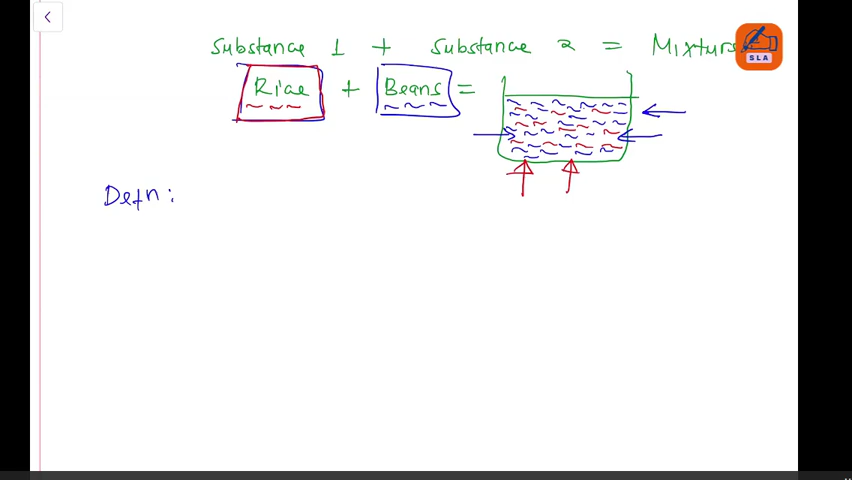 Substance 1 + Substance 2 = Mixture
SLA
Rice + Beans =
Defn: